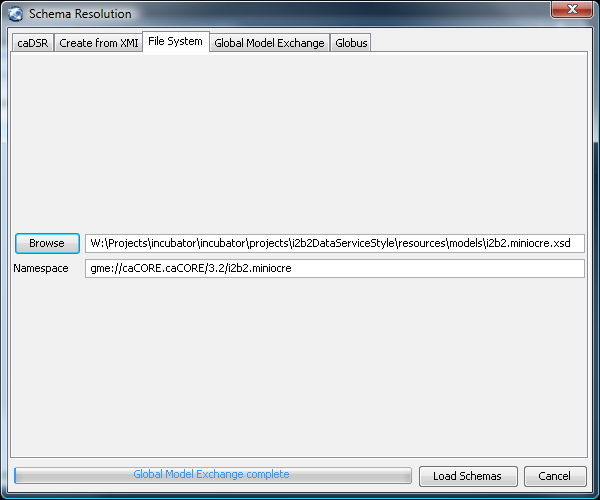 Schema Resolution
caDSR Create from XMI File System Global Model Exchange Globus
Browse W:\Projects\incubator\incubator\projects\i2b2DataServiceStyle\resources\models\i2b2.miniocre.xsd
Namespace gme://caCORE.caCORE/3.2/i2b2.miniocre
Global Model Exchange complete Load Schemas Cancel